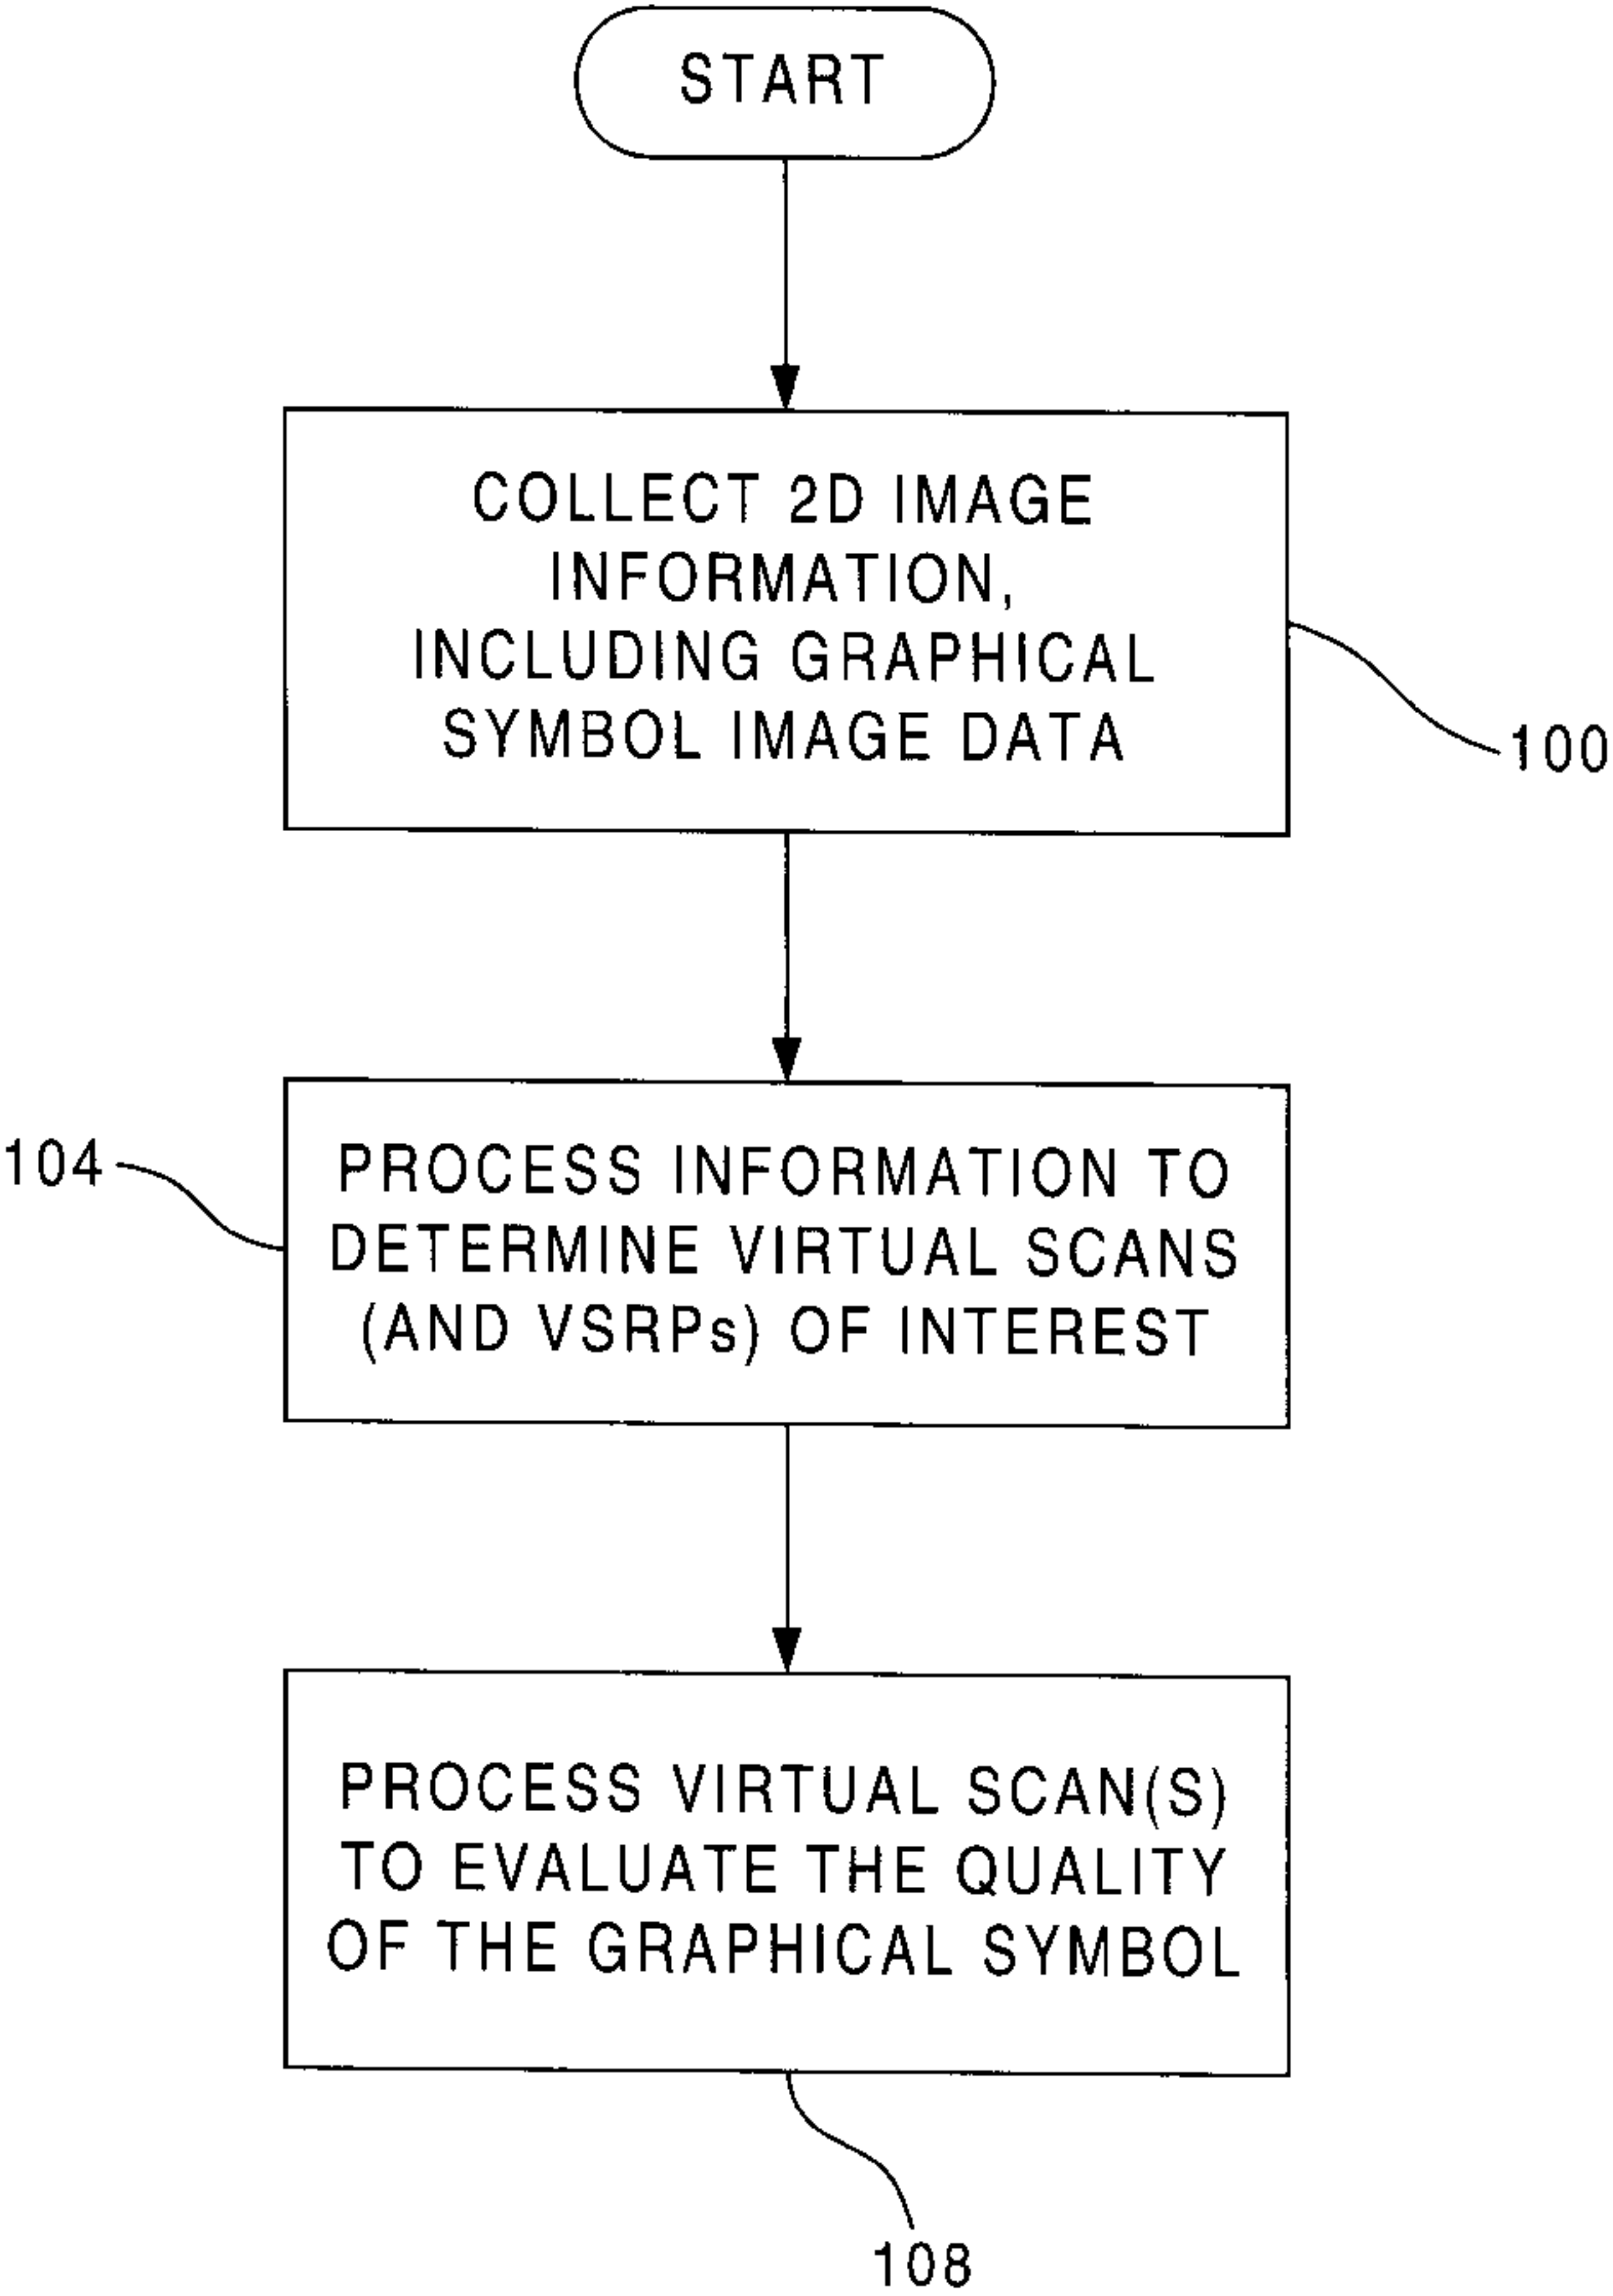 START
COLLECT 2D IMAGE
INFORMATION,
INCLUDING GRAPHICAL
SYMBOL IMAGE DATA
100
PROCESS INFORMATION TO
DETERMINE VIRTUAL SCANS
(AND VSRPs) OF INTEREST
104
PROCESS VIRTUAL SCAN(S)
TO EVALUATE THE QUALITY
OF THE GRAPHICAL SYMBOL
108